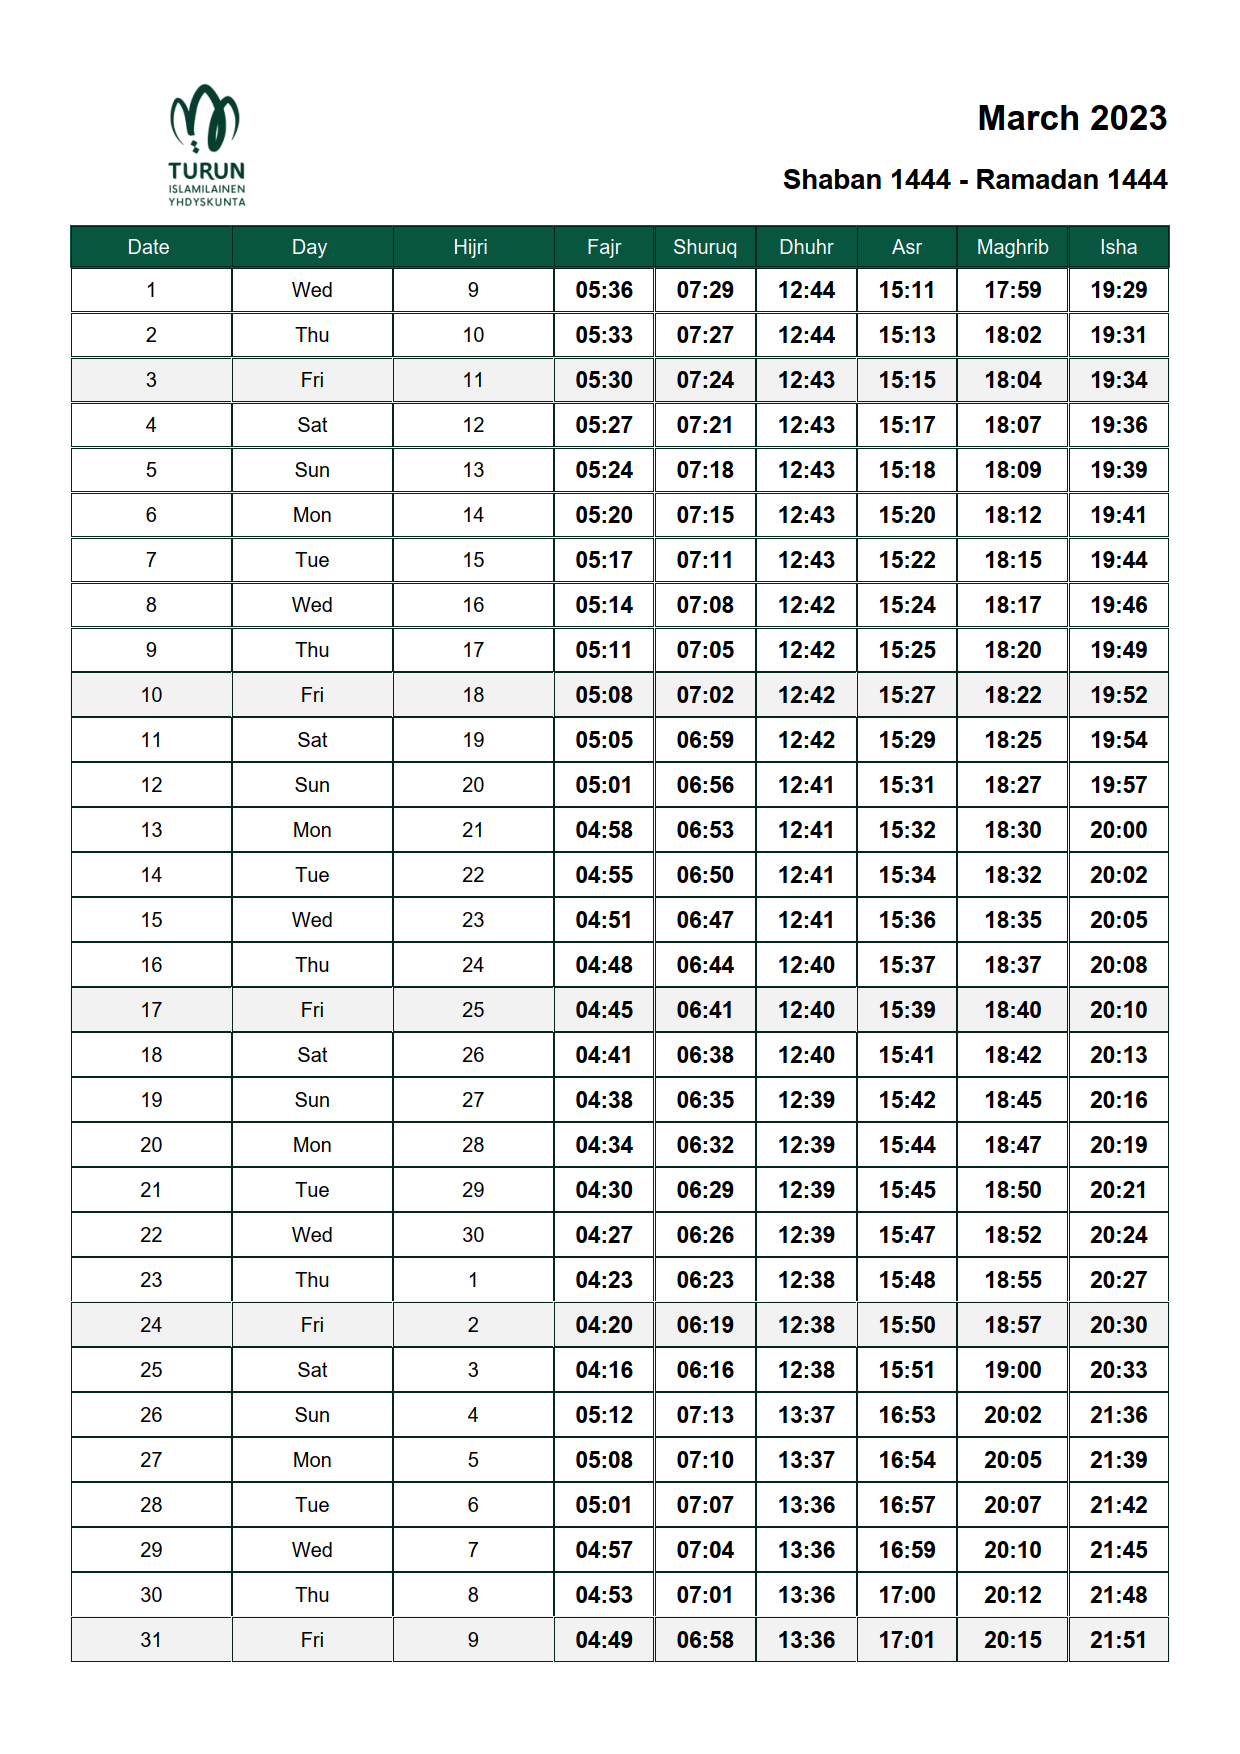 TURUN
ISLAMILAINEN
YHDYSKUNTA
March 2023
Shaban 1444 - Ramadan 1444
Date Day Hijri Fajr Shuruq Dhuhr Asr Maghrib Isha
1 Wed 9 05:36 07:29 12:44 15:11 17:59 19:29
2 Thu 10 05:33 07:27 12:44 15:13 18:02 19:31
3 Fri 11 05:30 07:24 12:43 15:15 18:04 19:34
4 Sat 12 05:27 07:21 12:43 15:17 18:07 19:36
5 Sun 13 05:24 07:18 12:43 15:18 18:09 19:39
6 Mon 14 05:20 07:15 12:43 15:20 18:12 19:41
7 Tue 15 05:17 07:11 12:43 15:22 18:15 19:44
8 Wed 16 05:14 07:08 12:42 15:24 18:17 19:46
9 Thu 17 05:11 07:05 12:42 15:25 18:20 19:49
10 Fri 18 05:08 07:02 12:42 15:27 18:22 19:52
11 Sat 19 05:05 06:59 12:42 15:29 18:25 19:54
12 Sun 20 05:01 06:56 12:41 15:31 18:27 19:57
13 Mon 21 04:58 06:53 12:41 15:32 18:30 20:00
14 Tue 22 04:55 06:50 12:41 15:34 18:32 20:02
15 Wed 23 04:51 06:47 12:41 15:36 18:35 20:05
16 Thu 24 04:48 06:44 12:40 15:37 18:37 20:08
17 Fri 25 04:45 06:41 12:40 15:39 18:40 20:10
18 Sat 26 04:41 06:38 12:40 15:41 18:42 20:13
19 Sun 27 04:38 06:35 12:39 15:42 18:45 20:16
20 Mon 28 04:34 06:32 12:39 15:44 18:47 20:19
21 Tue 29 04:30 06:29 12:39 15:45 18:50 20:21
22 Wed 30 04:27 06:26 12:39 15:47 18:52 20:24
23 Thu 1 04:23 06:23 12:38 15:48 18:55 20:27
24 Fri 2 04:20 06:19 12:38 15:50 18:57 20:30
25 Sat 3 04:16 06:16 12:38 15:51 19:00 20:33
26 Sun 4 05:12 07:13 13:37 16:53 20:02 21:36
27 Mon 5 05:08 07:10 13:37 16:54 20:05 21:39
28 Tue 6 05:01 07:07 13:36 16:57 20:07 21:42
29 Wed 7 04:57 07:04 13:36 16:59 20:10 21:45
30 Thu 8 04:53 07:01 13:36 17:00 20:12 21:48
31 Fri 9 04:49 06:58 13:36 17:01 20:15 21:51